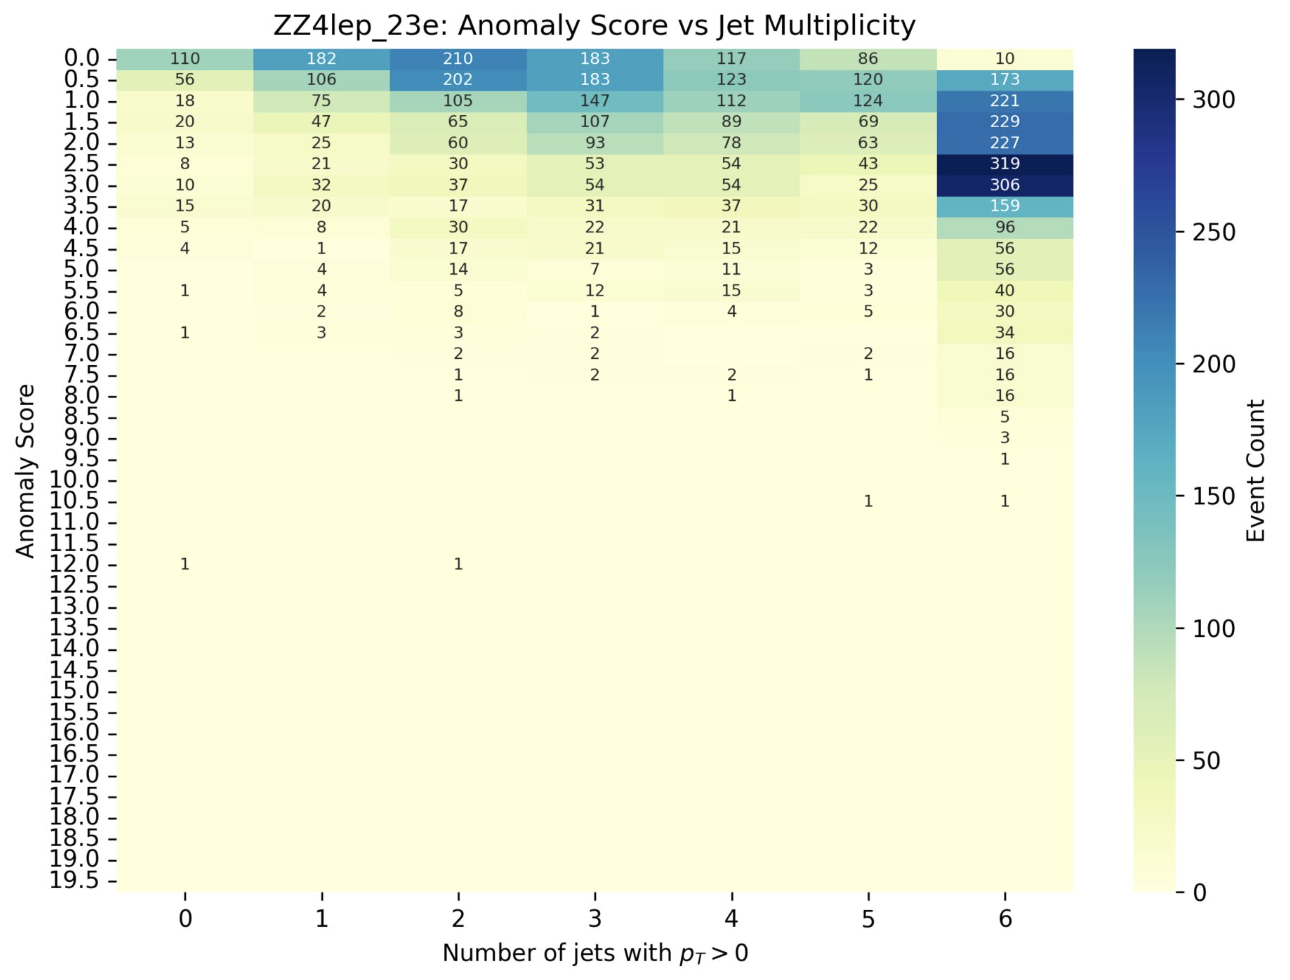 ZZ4lep_23e: Anomaly Score vs Jet Multiplicity
0.0 110 182 210 183 117 86 10
0.5 56 106 202 183 123 120 173
1.0 18 75 105 147 112 124 221
1.5 20 47 65 107 89 69 229
2.0 13 25 60 93 78 63 227
2.5 8 21 30 53 54 43 319
3.0 10 32 37 54 54 25 306
3.5 15 20 17 31 37 30 159
4.0 5 8 30 22 21 22 96
4.5 4 1 17 21 15 12 56
5.0 4 14 7 11 3 56
5.5 1 4 5 12 15 3 40
6.0 2 8 1 4 5 30
6.5 1 3 3 2 34
7.0 2 2 2 16
7.5 1 2 2 1 16
8.0 1 1 16
8.5 5
9.0 3
9.5 1
10.0
10.5 1 1
11.0
11.5
12.0 1 1
12.5
13.0
13.5
14.0
14.5
15.0
15.5
16.0
16.5
17.0
17.5
18.0
18.5
19.0
19.5
Anomaly Score
0 1 2 3 4 5 6
Number of jets with p_T > 0
300
250
200
150
100
50
0
Event Count